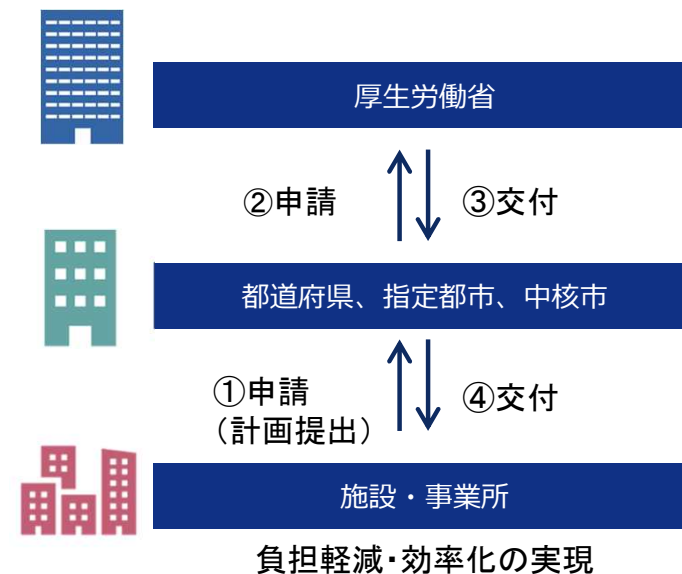 厚生労働省
②申請
③交付
都道府県、指定都市、中核市
①申請
（計画提出）
④交付
施設・事業所
負担軽減・効率化の実現